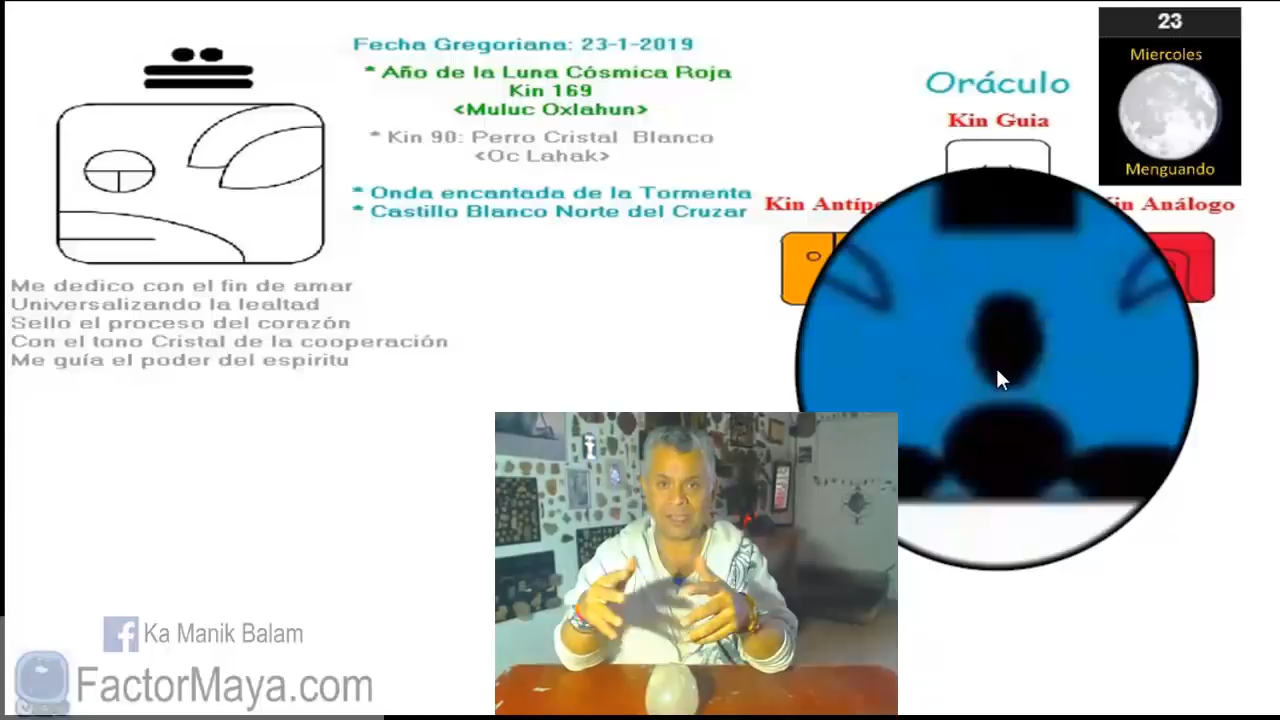 Fecha Gregoriana: 23-1-2019
* Año de la Luna Cósmica Roja
Kin 169
<Muluc Oxlahun>
* Kin 90: Perro Cristal Blanco
<Oc Lahak>
* Onda encantada de la Tormenta
* Castillo Blanco Norte del Cruzar
Me dedico con el fin de amar
Universalizando la lealtad
Sello el proceso del corazón
Con el tono Cristal de la cooperación
Me guía el poder del espiritu
Oráculo
Kin Guia
Kin
Kin Análogo
23
Miercoles
Menguando
Ka Manik Balam
FactorMaya.com